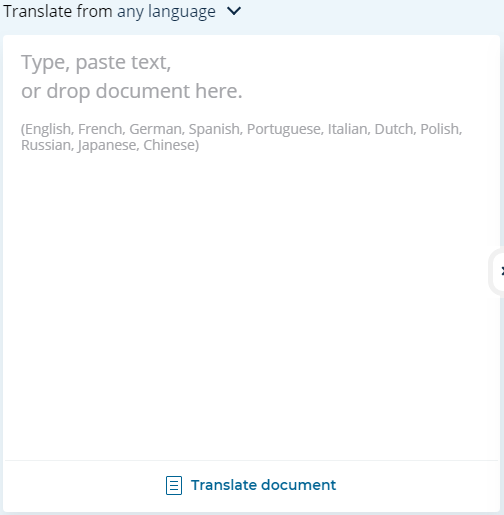 Translate from any language
Type, paste text,
or drop document here.
(English, French, German, Spanish, Portuguese, Italian, Dutch, Polish,
Russian, Japanese, Chinese)
Translate document